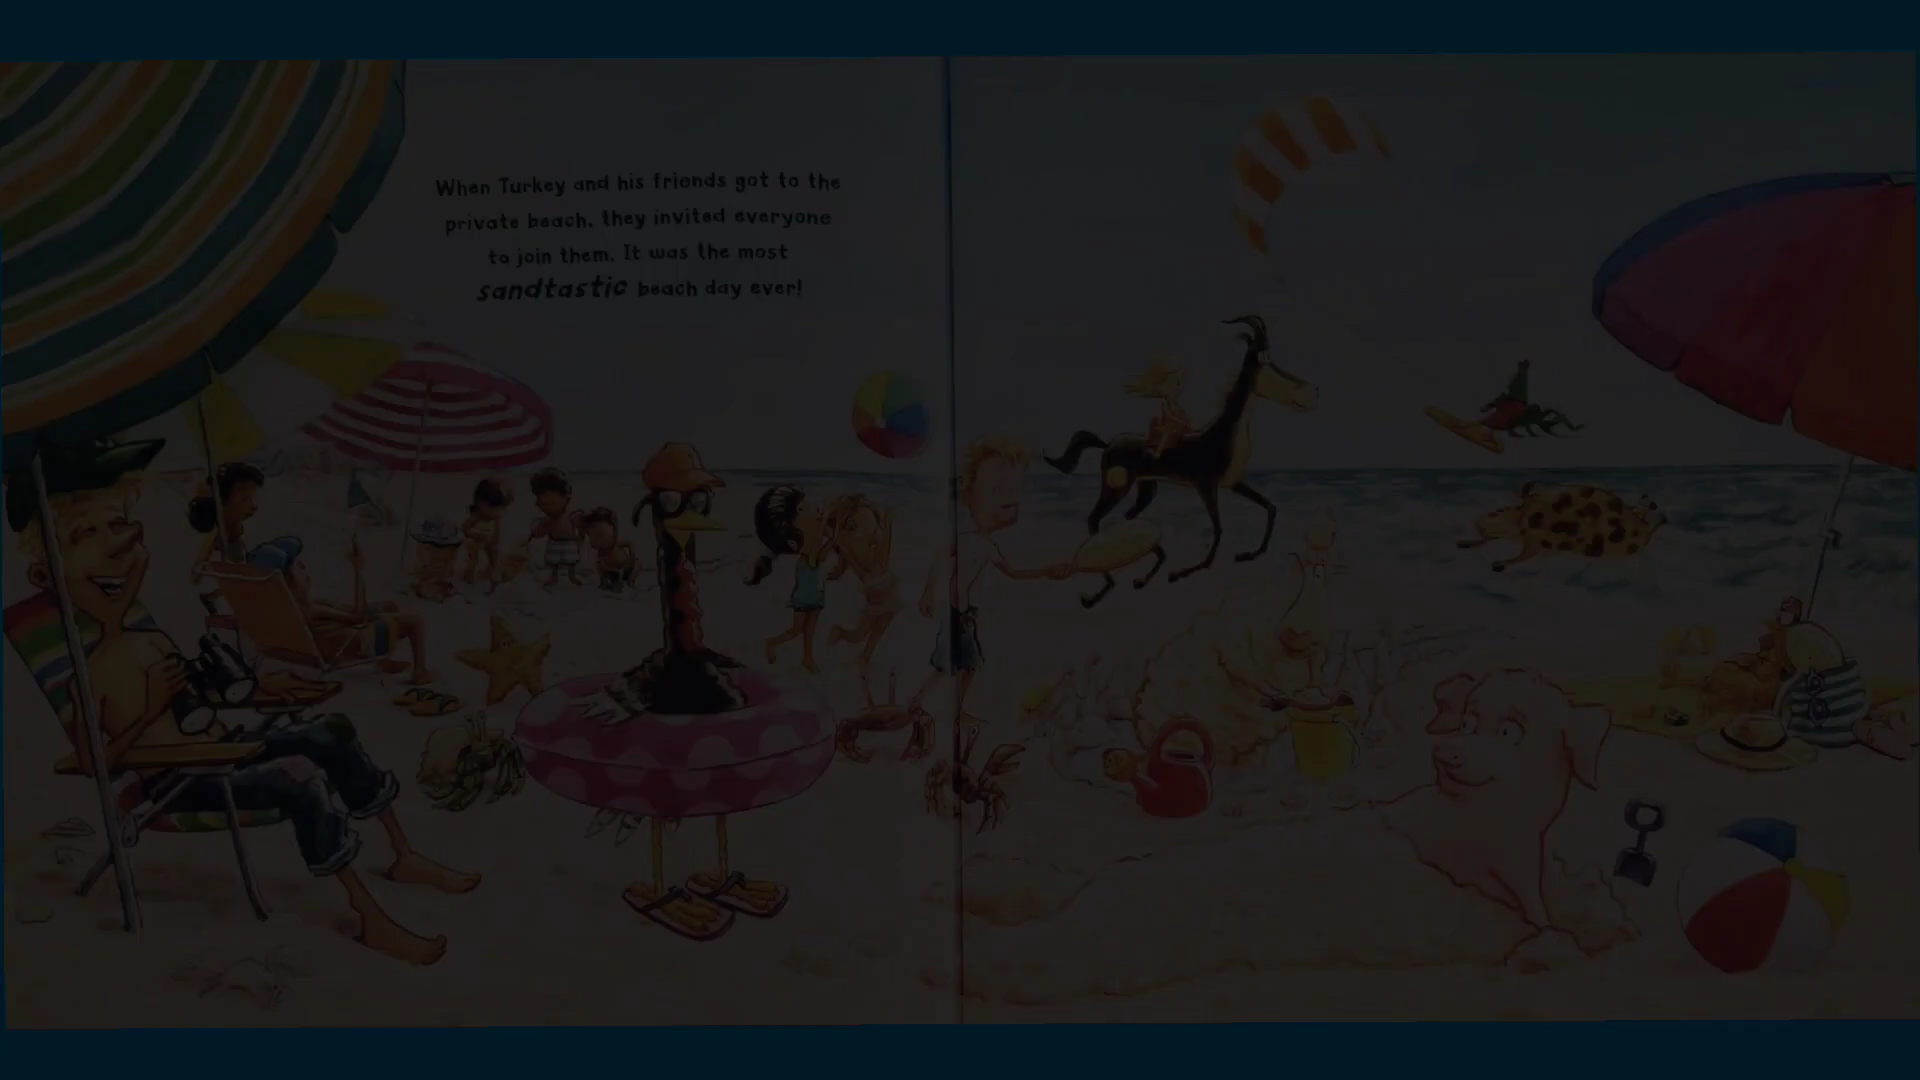 When Turkey and his friends got to the
private beach, they invited everyone
to join them. It was the most
sandtastic beach day ever!